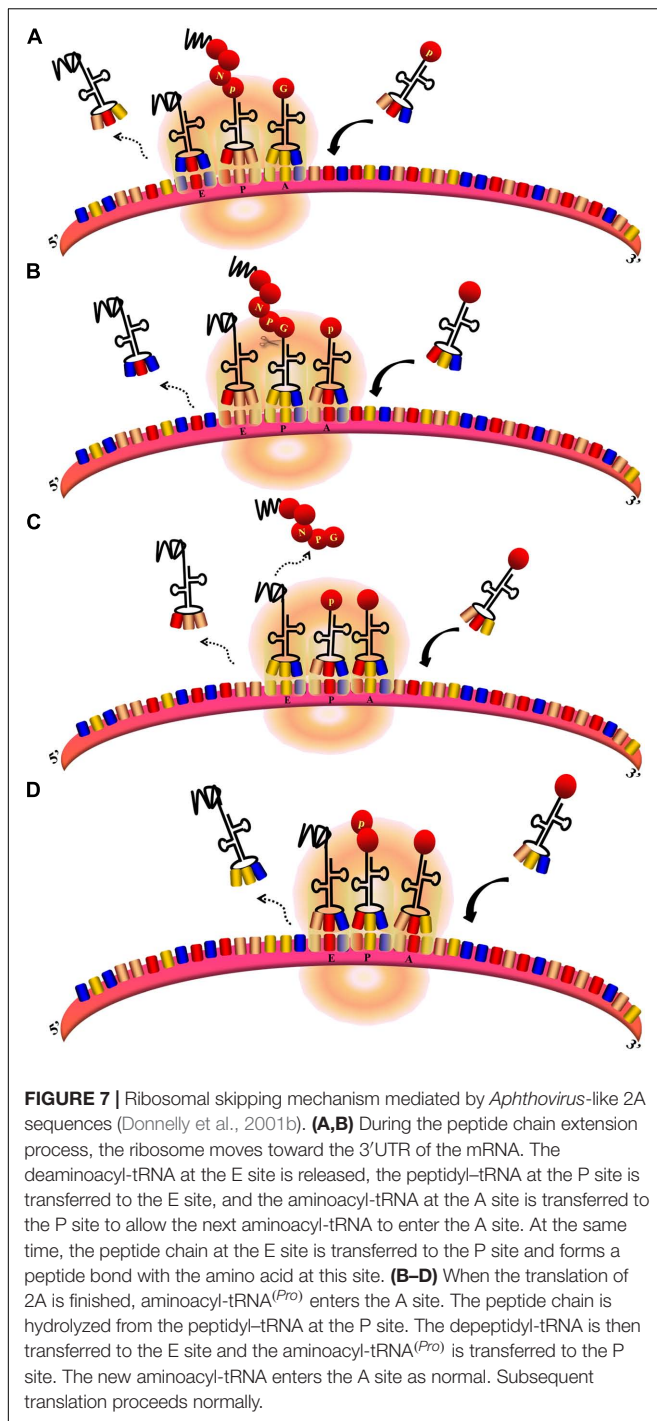 A
N
p
G
p
E
P
A
5'
3'
B
N
P
G
p
E
P
A
5'
3'
C
N
P
G
p
E
P
A
5'
3'
D
p
E
P
A
5'
3'
FIGURE 7 | Ribosomal skipping mechanism mediated by Aphthovirus-like 2A
sequences (Donnelly et al., 2001b). (A,B) During the peptide chain extension
process, the ribosome moves toward the 3′UTR of the mRNA. The
deaminoacyl-tRNA at the E site is released, the peptidyl–tRNA at the P site is
transferred to the E site, and the aminoacyl-tRNA at the A site is transferred to
the P site to allow the next aminoacyl-tRNA to enter the A site. At the same
time, the peptide chain at the E site is transferred to the P site and forms a
peptide bond with the amino acid at this site. (B–D) When the translation of
2A is finished, aminoacyl-tRNA(Pro) enters the A site. The peptide chain is
hydrolyzed from the peptidyl–tRNA at the P site. The depeptidyl-tRNA is then
transferred to the E site and the aminoacyl-tRNA(Pro) is transferred to the P
site. The new aminoacyl-tRNA enters the A site as normal. Subsequent
translation proceeds normally.